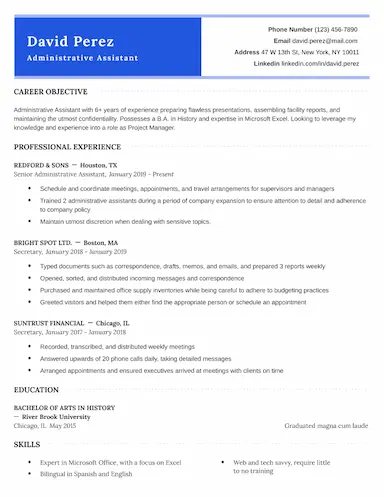 David Perez
Administrative Assistant
Phone Number (123) 456-7890
Email david.perez@mail.com
Address 47 W 13th St, New York, NY 10011
Linkedin linkedin.com/in/david.perez
CAREER OBJECTIVE
Administrative Assistant with 6+ years of experience preparing flawless presentations, assembling facility reports, and
maintaining the utmost confidentiality. Possesses a B.A. in History and expertise in Microsoft Excel. Looking to leverage my
knowledge and experience into a role as Project Manager.
PROFESSIONAL EXPERIENCE
REDFORD & SONS — Houston, TX
Senior Administrative Assistant, January 2019 - Present
• Schedule and coordinate meetings, appointments, and travel arrangements for supervisors and managers
• Trained 2 administrative assistants during a period of company expansion to ensure attention to detail and adherence
to company policy
• Maintain utmost discretion when dealing with sensitive topics.
BRIGHT SPOT LTD. — Boston, MA
Secretary, January 2018 - January 2019
• Typed documents such as correspondence, drafts, memos, and emails, and prepared 3 reports weekly
• Opened, sorted, and distributed incoming messages and correspondence
• Purchased and maintained office supply inventories while being careful to adhere to budgeting practices
• Greeted visitors and helped them either find the appropriate person or schedule an appointment
SUNTRUST FINANCIAL — Chicago, IL
Secretary, January 2017 - January 2018
• Recorded, transcribed, and distributed weekly meetings
• Answered upwards of 20 phone calls daily, taking detailed messages
• Arranged appointments and ensured executives arrived at meetings with clients on time
EDUCATION
BACHELOR OF ARTS IN HISTORY
— River Brook University
Chicago, IL May 2015
Graduated magna cum laude
SKILLS
• Expert in Microsoft Office, with a focus on Excel
• Bilingual in Spanish and English
• Web and tech savvy, require little
to no training